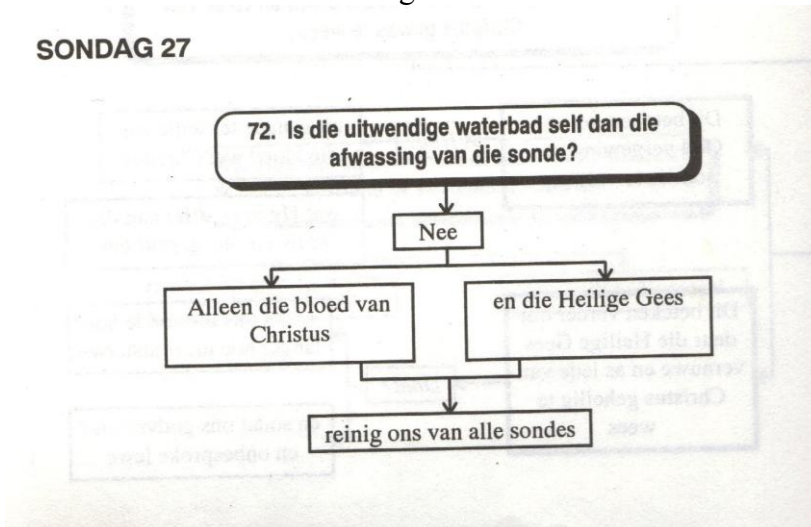 SONDAG 27
72. Is die uitwendige waterbad self dan die
afwassing van die sonde?
Nee
Alleen die bloed van
Christus
en die Heilige Gees
reinig ons van alle sondes